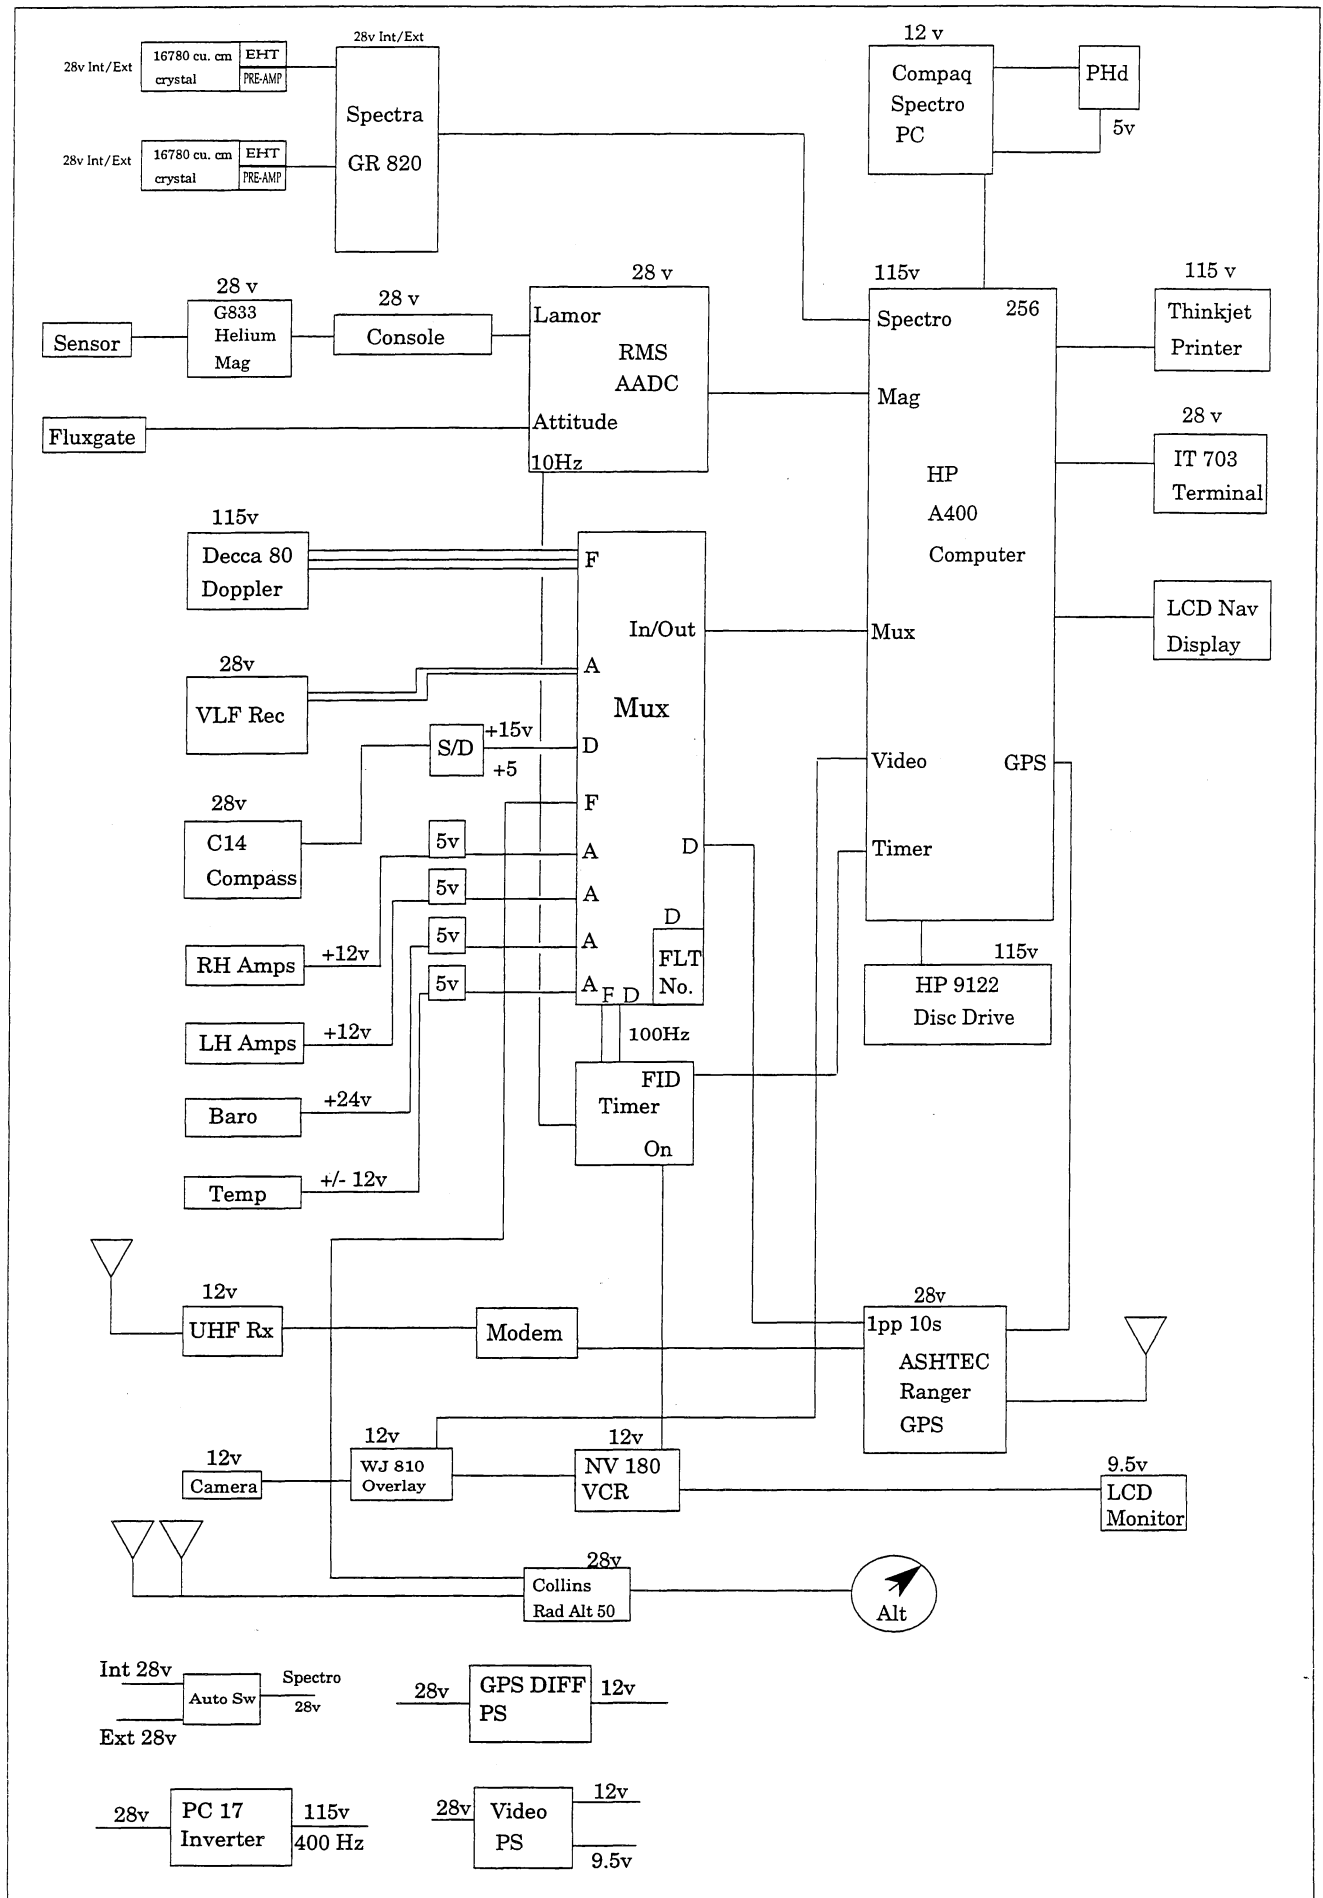 28v Int/Ext
28v Int/Ext
16780 cu. cm
crystal
EHT
PRE-AMP
28v Int/Ext
16780 cu. cm
crystal
EHT
PRE-AMP
Spectra
GR 820
12 v
Compaq
Spectro
PC
PHd
5v
28 v
G833
Helium
Mag
Sensor
28 v
Console
28 v
Lamor
RMS
AADC
Attitude
10Hz
Fluxgate
115v
Spectro
256
Mag
HP
A400
Computer
Mux
Video
GPS
Timer
115 v
Thinkjet
Printer
28 v
IT 703
Terminal
LCD Nav
Display
115v
Decca 80
Doppler
F
In/Out
28v
VLF Rec
A
Mux
S/D
+15v
+5
D
28v
C14
Compass
F
5v
A
D
5v
A
D
5v
A
FLT
No.
5v
A
F D
100Hz
RH Amps
+12v
LH Amps
+12v
Baro
+24v
Temp
+/- 12v
FID
Timer
On
115v
HP 9122
Disc Drive
12v
UHF Rx
Modem
28v
1pp 10s
ASHTEC
Ranger
GPS
12v
Camera
12v
WJ 810
Overlay
12v
NV 180
VCR
9.5v
LCD
Monitor
28v
Collins
Rad Alt 50
Alt
Int 28v
Ext 28v
Auto Sw
Spectro
28v
28v
GPS DIFF
PS
12v
28v
PC 17
Inverter
115v
400 Hz
28v
Video
PS
12v
9.5v